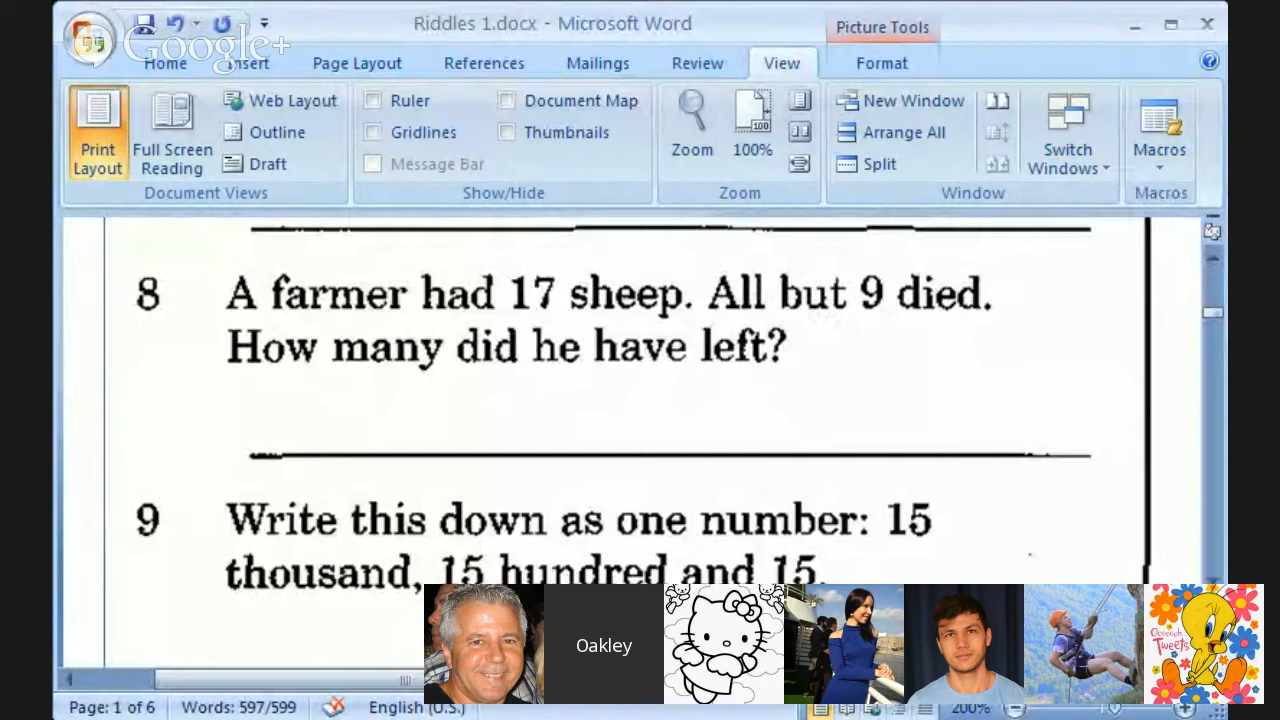 Riddles 1.docx - Microsoft Word
Picture Tools
Google+
Home Insert Page Layout References Mailings Review View Format
Print Layout
Full Screen Reading
Web Layout
Outline
Draft
Document Views
Ruler
Gridlines
Message Bar
Document Map
Thumbnails
Show/Hide
Zoom
100
100%
Zoom
New Window
Arrange All
Split
Switch Windows
Window
Macros
Macros
8 A farmer had 17 sheep. All but 9 died.
How many did he have left?
9 Write this down as one number: 15
thousand, 15 hundred and 15.
Oakley
Ooooooh
Tweets
Page: 1 of 6 Words: 597/599 English (U.S.) 200%